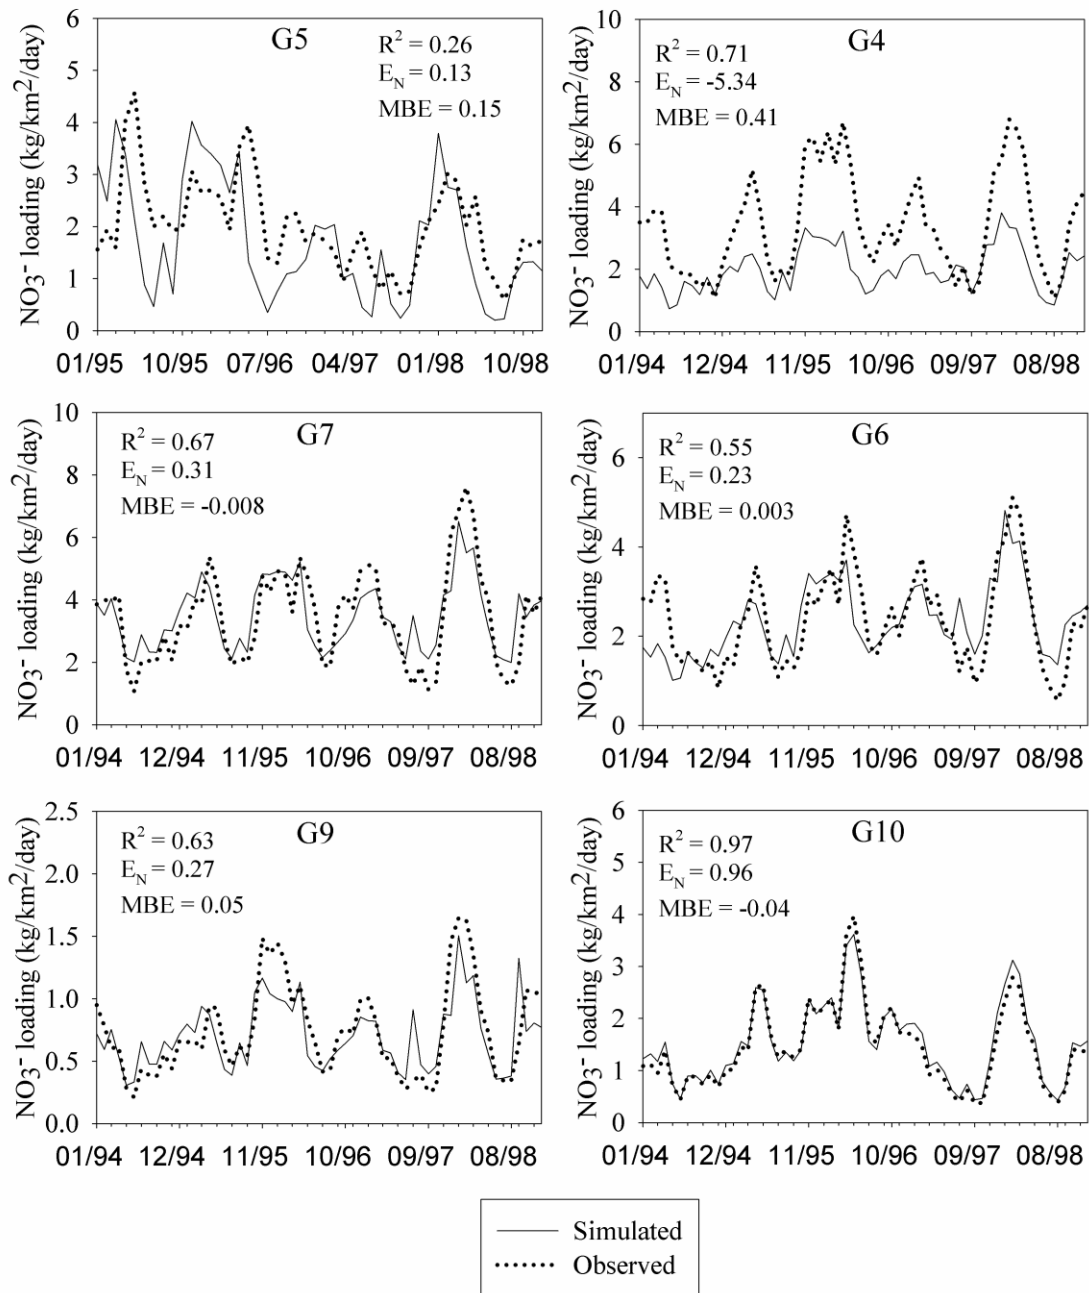 G5
R² = 0.26
E_N = 0.13
MBE = 0.15
NO₃⁻ loading (kg/km²/day)
6
5
4
3
2
1
0
01/95 10/95 07/96 04/97 01/98 10/98
G4
R² = 0.71
E_N = -5.34
MBE = 0.41
NO₃⁻ loading (kg/km²/day)
10
8
6
4
2
0
01/94 12/94 11/95 10/96 09/97 08/98
G7
R² = 0.67
E_N = 0.31
MBE = -0.008
NO₃⁻ loading (kg/km²/day)
10
8
6
4
2
0
01/94 12/94 11/95 10/96 09/97 08/98
G6
R² = 0.55
E_N = 0.23
MBE = 0.003
NO₃⁻ loading (kg/km²/day)
6
4
2
0
01/94 12/94 11/95 10/96 09/97 08/98
G9
R² = 0.63
E_N = 0.27
MBE = 0.05
NO₃⁻ loading (kg/km²/day)
2.5
2.0
1.5
1.0
0.5
0.0
01/94 12/94 11/95 10/96 09/97 08/98
G10
R² = 0.97
E_N = 0.96
MBE = -0.04
NO₃⁻ loading (kg/km²/day)
6
5
4
3
2
1
0
01/94 12/94 11/95 10/96 09/97 08/98
Simulated
Observed